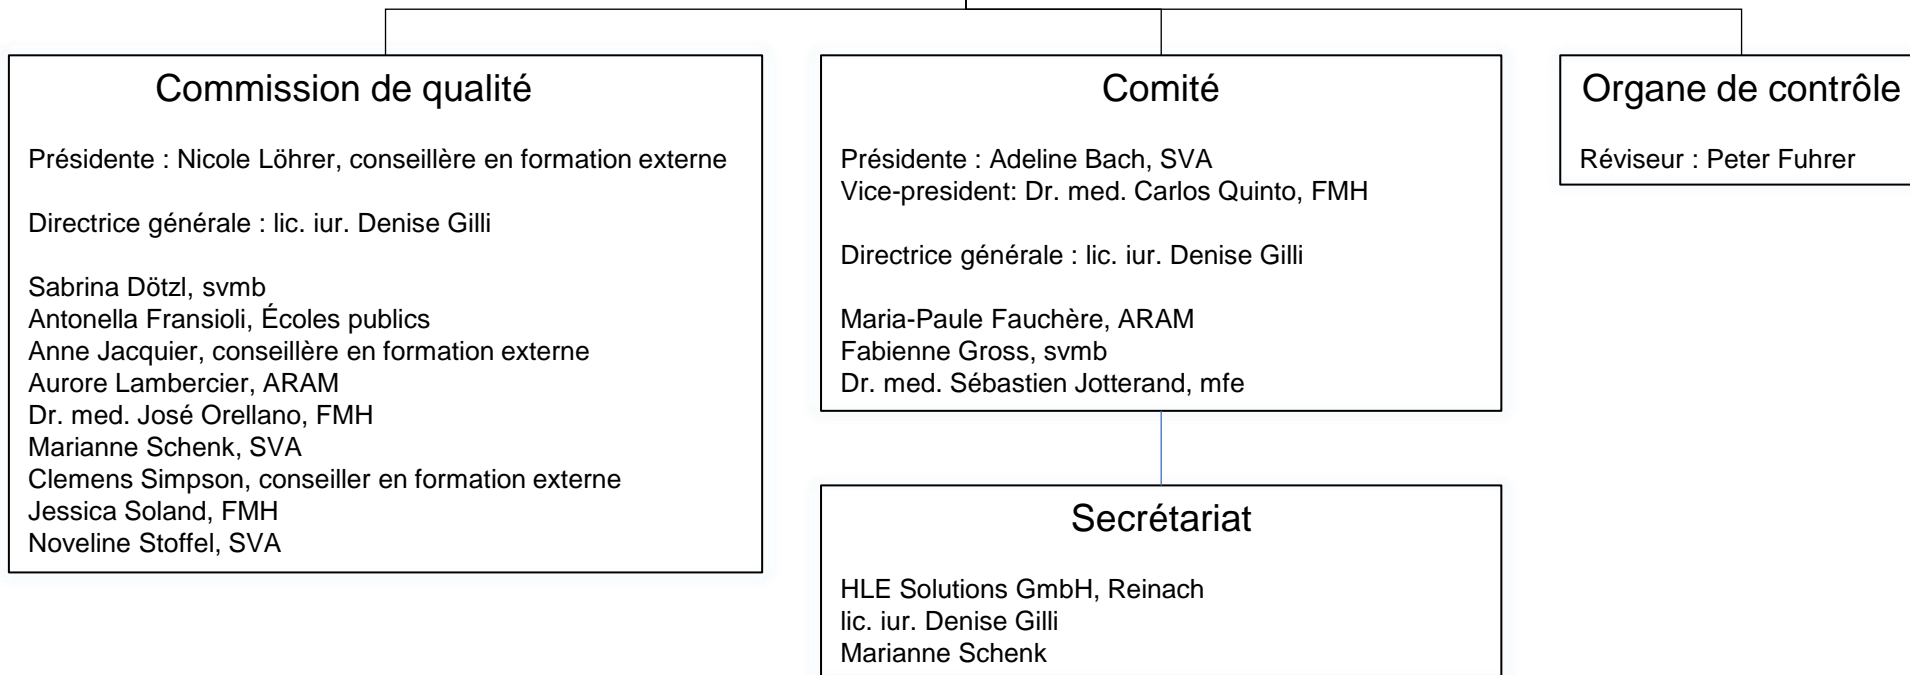 Commission de qualité
Présidente : Nicole Löhrer, conseillère en formation externe
Directrice générale : lic. iur. Denise Gilli
Sabrina Dötzl, svmb
Antonella Fransioli, Écoles publics
Anne Jacquier, conseillère en formation externe
Aurore Lambercier, ARAM
Dr. med. José Orellano, FMH
Marianne Schenk, SVA
Clemens Simpson, conseiller en formation externe
Jessica Soland, FMH
Noveline Stoffel, SVA
Comité
Présidente : Adeline Bach, SVA
Vice-president: Dr. med. Carlos Quinto, FMH
Directrice générale : lic. iur. Denise Gilli
Maria-Paule Fauchère, ARAM
Fabienne Gross, svmb
Dr. med. Sébastien Jotterand, mfe
Organe de contrôle
Réviseur : Peter Fuhrer
Secrétariat
HLE Solutions GmbH, Reinach
lic. iur. Denise Gilli
Marianne Schenk